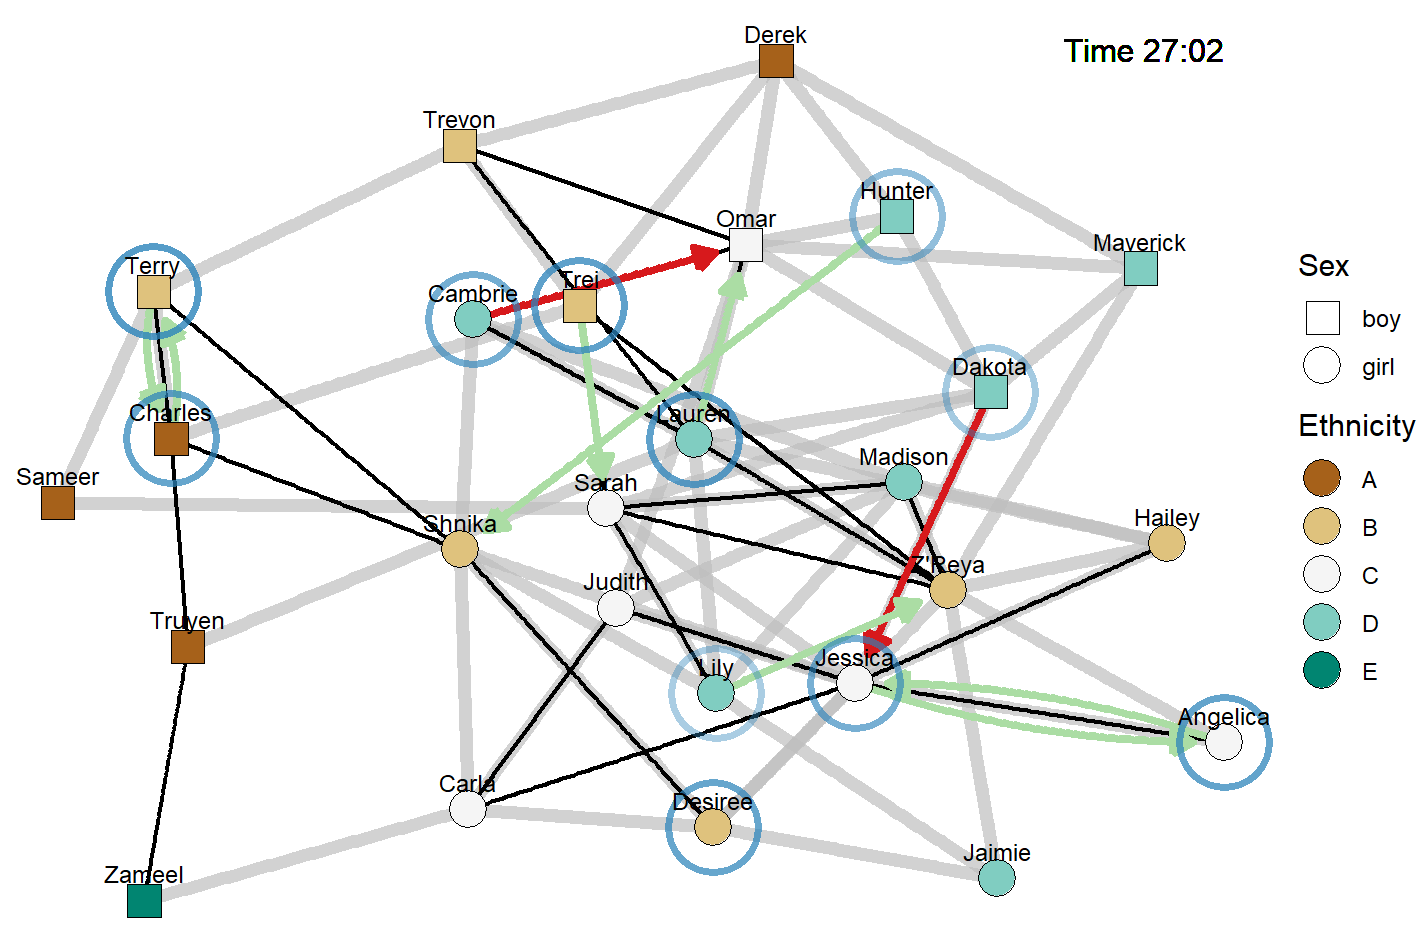 Derek
Time 27:02
Trevon
Hunter
Omar
Maverick
Sex
Terry
Trei
Cambrie
boy
girl
Dakota
Charles
Lauren
Ethnicity
Madison
Sameer
Sarah
A
Shnika
Hailey
B
Z'Reya
Judith
C
Truyen
D
Lily
Jessica
E
Angelica
Carla
Desiree
Jaimie
Zameel